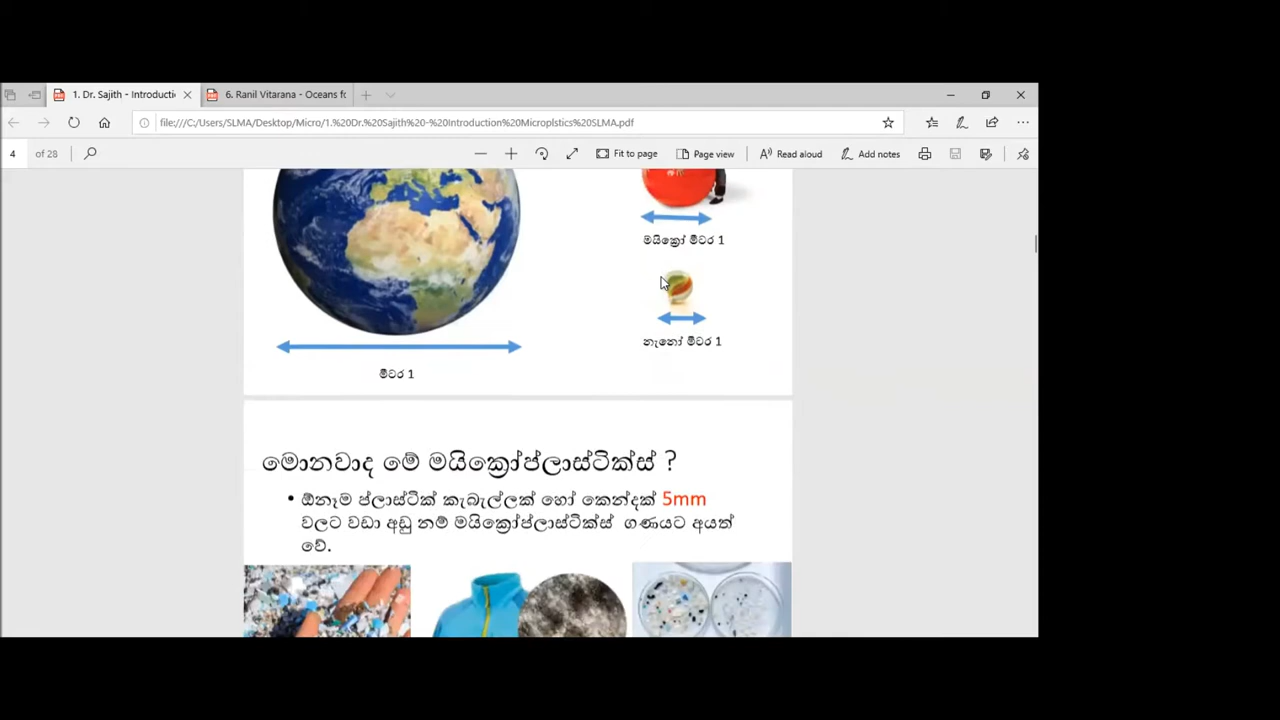 1. Dr. Sajith - Introducti
6. Ranil Vitarana - Oceans fo
file:///C:/Users/SLMA/Desktop/Micro/1.%20Dr.%20Sajith%20-%20Introduction%20Microplstics%20SLMA.pdf
4 of 28
Fit to page
Page view
Read aloud
Add notes
මයික්‍රෝ මීටර 1
නැනෝ මීටර 1
මීටර 1
මොනවාද මේ මයික්‍රෝප්ලාස්ටික්ස් ?
• ඕනෑම ප්ලාස්ටික් කැබැල්ලක් හෝ කෙන්දක් 5mm
වලට වඩා අඩු නම් මයික්‍රෝප්ලාස්ටික්ස් ගණයට අයත්
වේ.